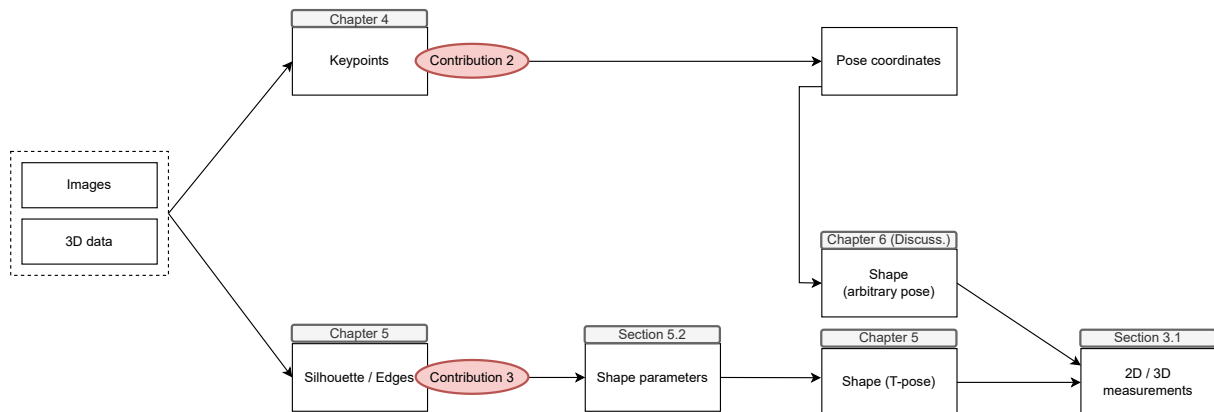 Chapter 4
Keypoints
Contribution 2
Pose coordinates
Images
3D data
Chapter 6 (Discuss.)
Shape
(arbitrary pose)
Chapter 5
Silhouette / Edges
Contribution 3
Section 5.2
Shape parameters
Chapter 5
Shape (T-pose)
Section 3.1
2D / 3D
measurements